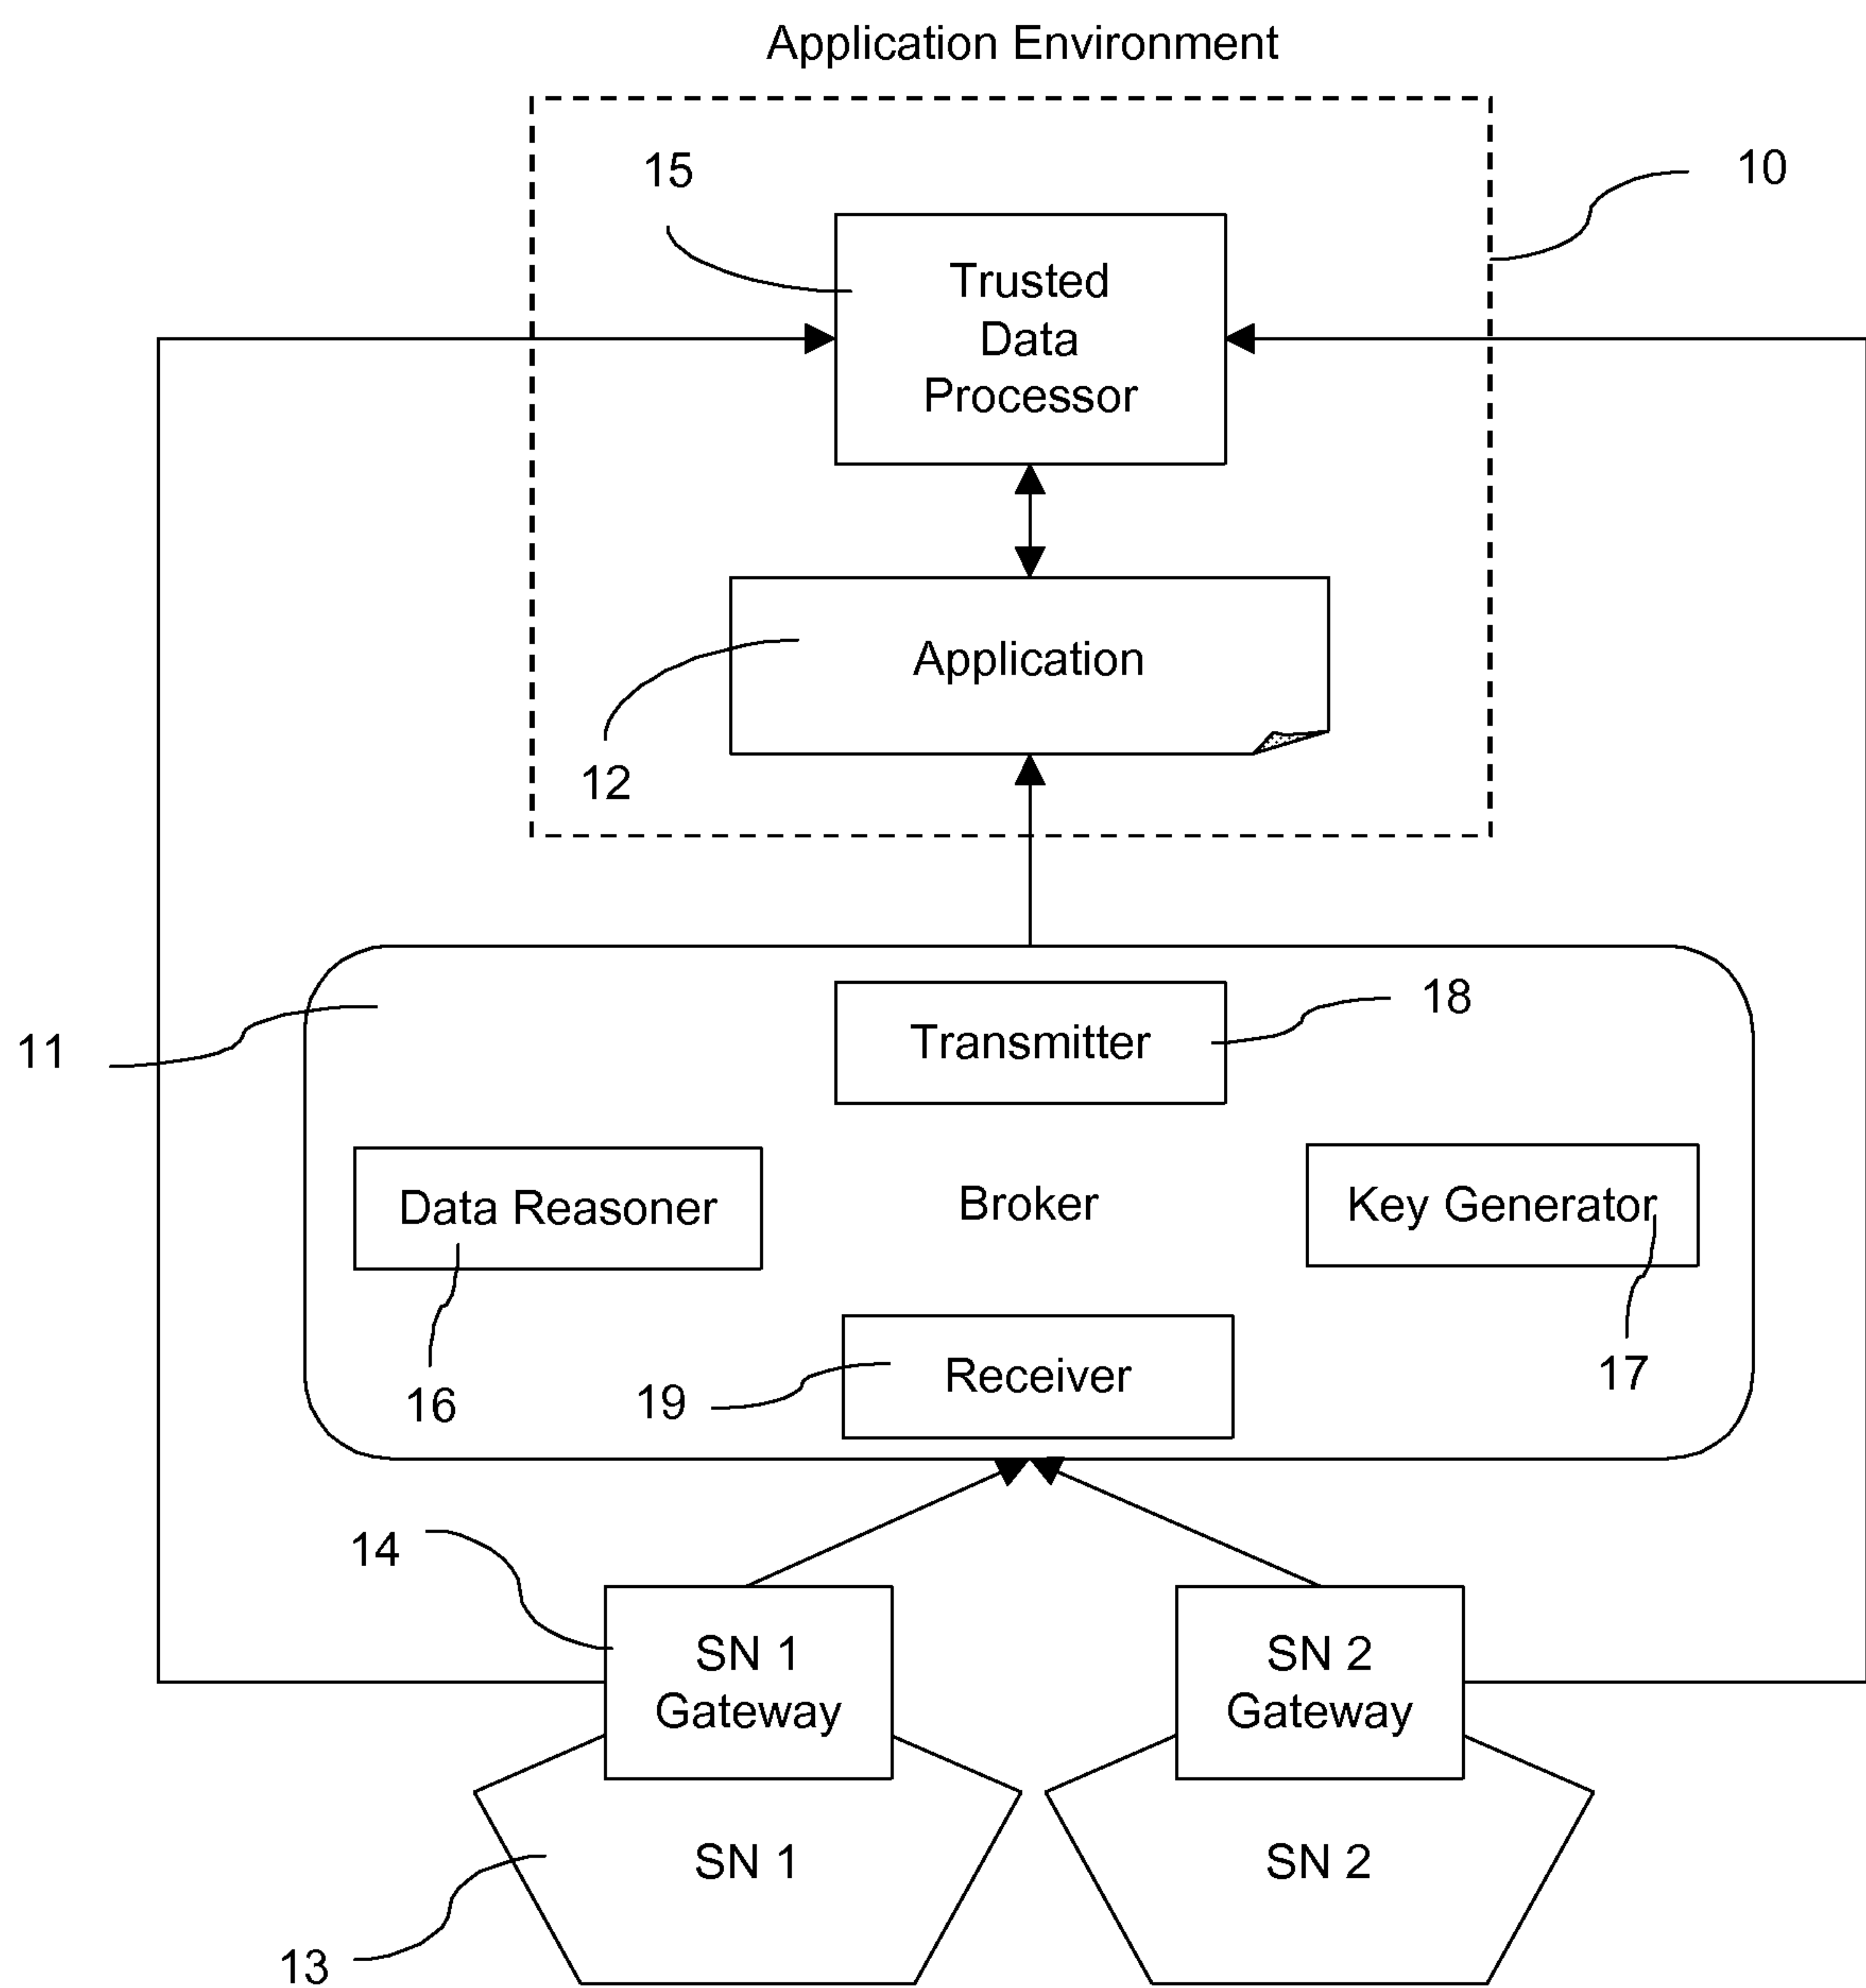 Application Environment
15
10
Trusted
Data
Processor
Application
12
18
11
Transmitter
Data Reasoner
Broker
Key Generator
16
19
Receiver
17
14
SN 1
Gateway
SN 2
Gateway
SN 1
SN 2
13